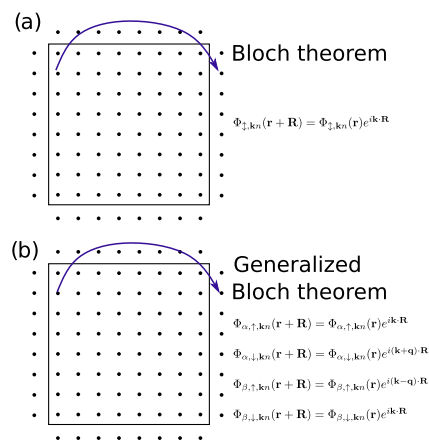 (a)
Bloch theorem
Φ↕,kn(r + R) = Φ↕,kn(r)e^{ik·R}
(b)
Generalized
Bloch theorem
Φα,↑,kn(r + R) = Φα,↑,kn(r)e^{ik·R}
Φα,↓,kn(r + R) = Φα,↓,kn(r)e^{i(k+q)·R}
Φβ,↑,kn(r + R) = Φβ,↑,kn(r)e^{i(k−q)·R}
Φβ,↓,kn(r + R) = Φβ,↓,kn(r)e^{ik·R}